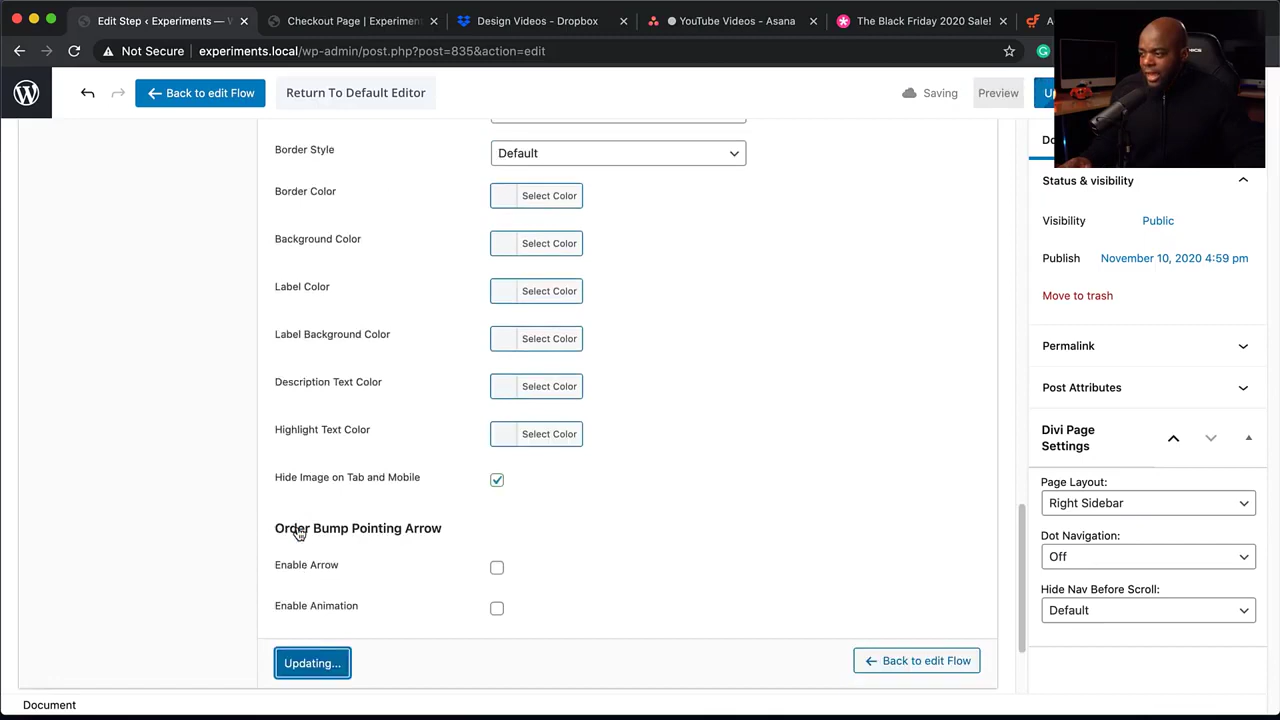 Edit Step ‹ Experiments —
Checkout Page | Experimen
Design Videos - Dropbox
YouTube Videos - Asana
The Black Friday 2020 Sale!
Not Secure
experiments.local/wp-admin/post.php?post=835&action=edit
Back to edit Flow
Return To Default Editor
Saving
Preview
Border Style
Default
Status & visibility
Border Color
Select Color
Visibility
Public
Background Color
Select Color
Publish
November 10, 2020 4:59 pm
Label Color
Select Color
Move to trash
Label Background Color
Select Color
Permalink
Description Text Color
Select Color
Post Attributes
Highlight Text Color
Select Color
Divi Page
Settings
Hide Image on Tab and Mobile
Page Layout:
Right Sidebar
Order Bump Pointing Arrow
Dot Navigation:
Off
Enable Arrow
Hide Nav Before Scroll:
Default
Enable Animation
Updating...
Back to edit Flow
Document